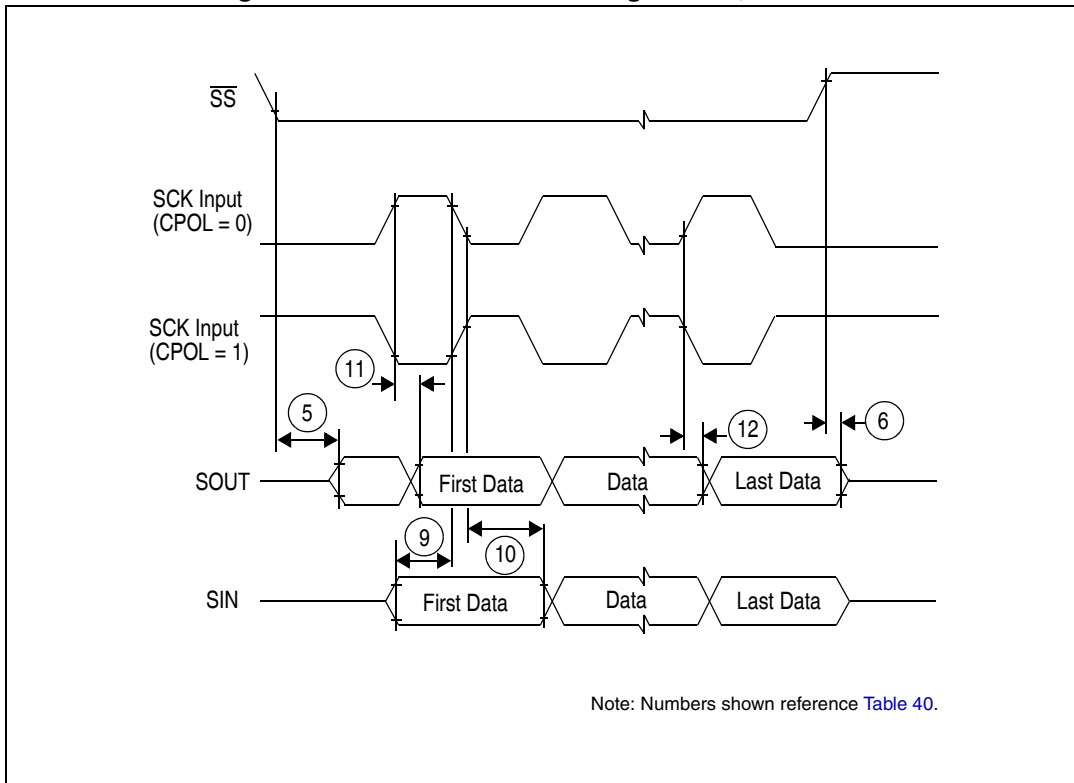 SS
SCK Input
(CPOL = 0)
SCK Input
(CPOL = 1)
11
5
12
6
SOUT
First Data
Data
Last Data
9
10
SIN
First Data
Data
Last Data
Note: Numbers shown reference Table 40.